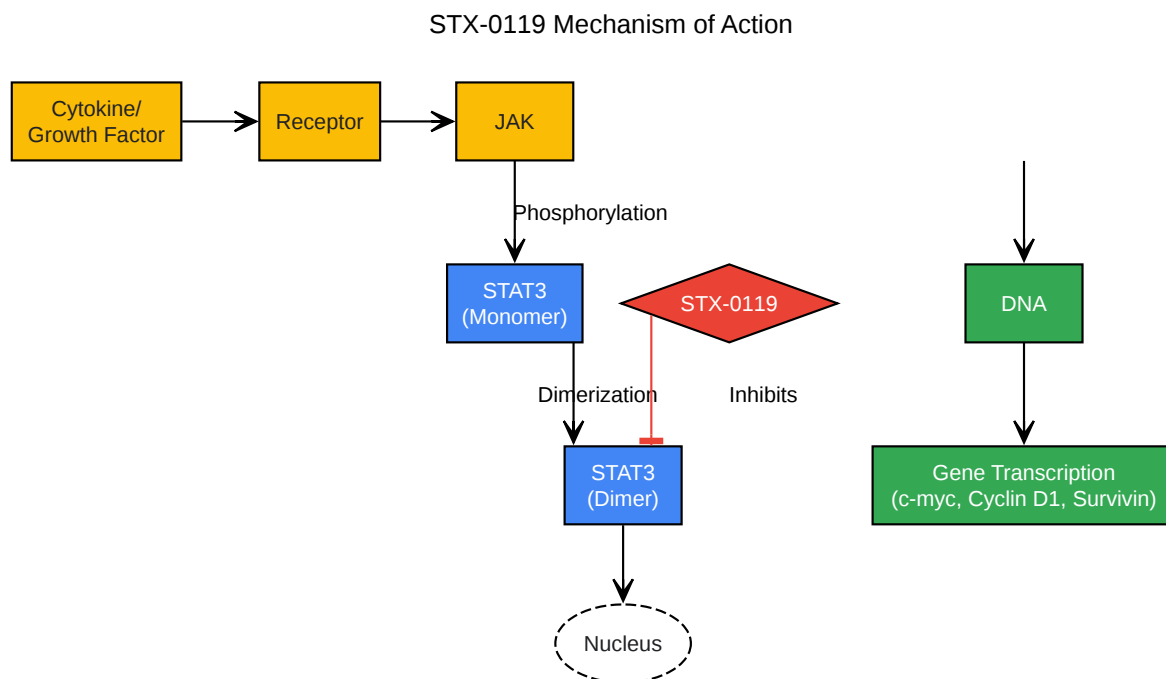 STX-0119 Mechanism of Action
Cytokine/
Growth Factor
Receptor
JAK
Phosphorylation
STAT3
(Monomer)
STX-0119
DNA
Dimerization
Inhibits
STAT3
(Dimer)
Gene Transcription
(c-myc, Cyclin D1, Survivin)
Nucleus